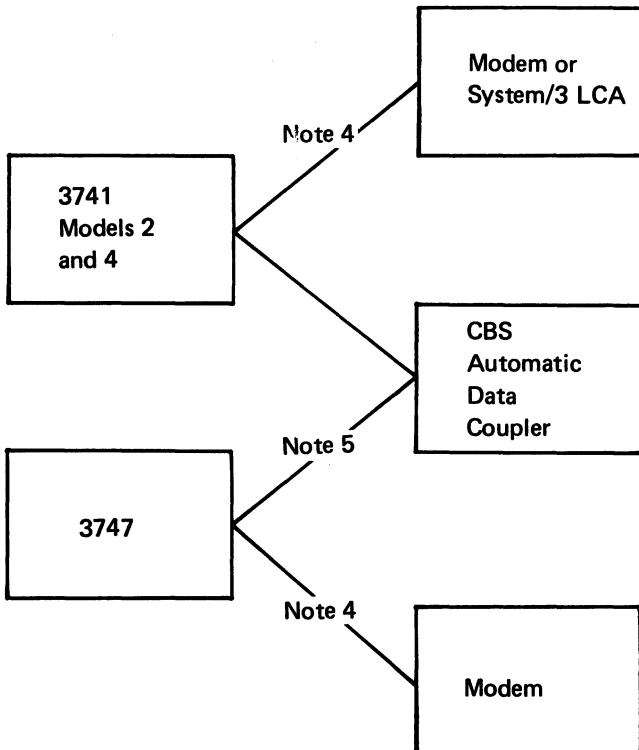 Modem or
System/3 LCA
Note 4
3741
Models 2
and 4
CBS
Automatic
Data
Coupler
Note 5
3747
Note 4
Modem